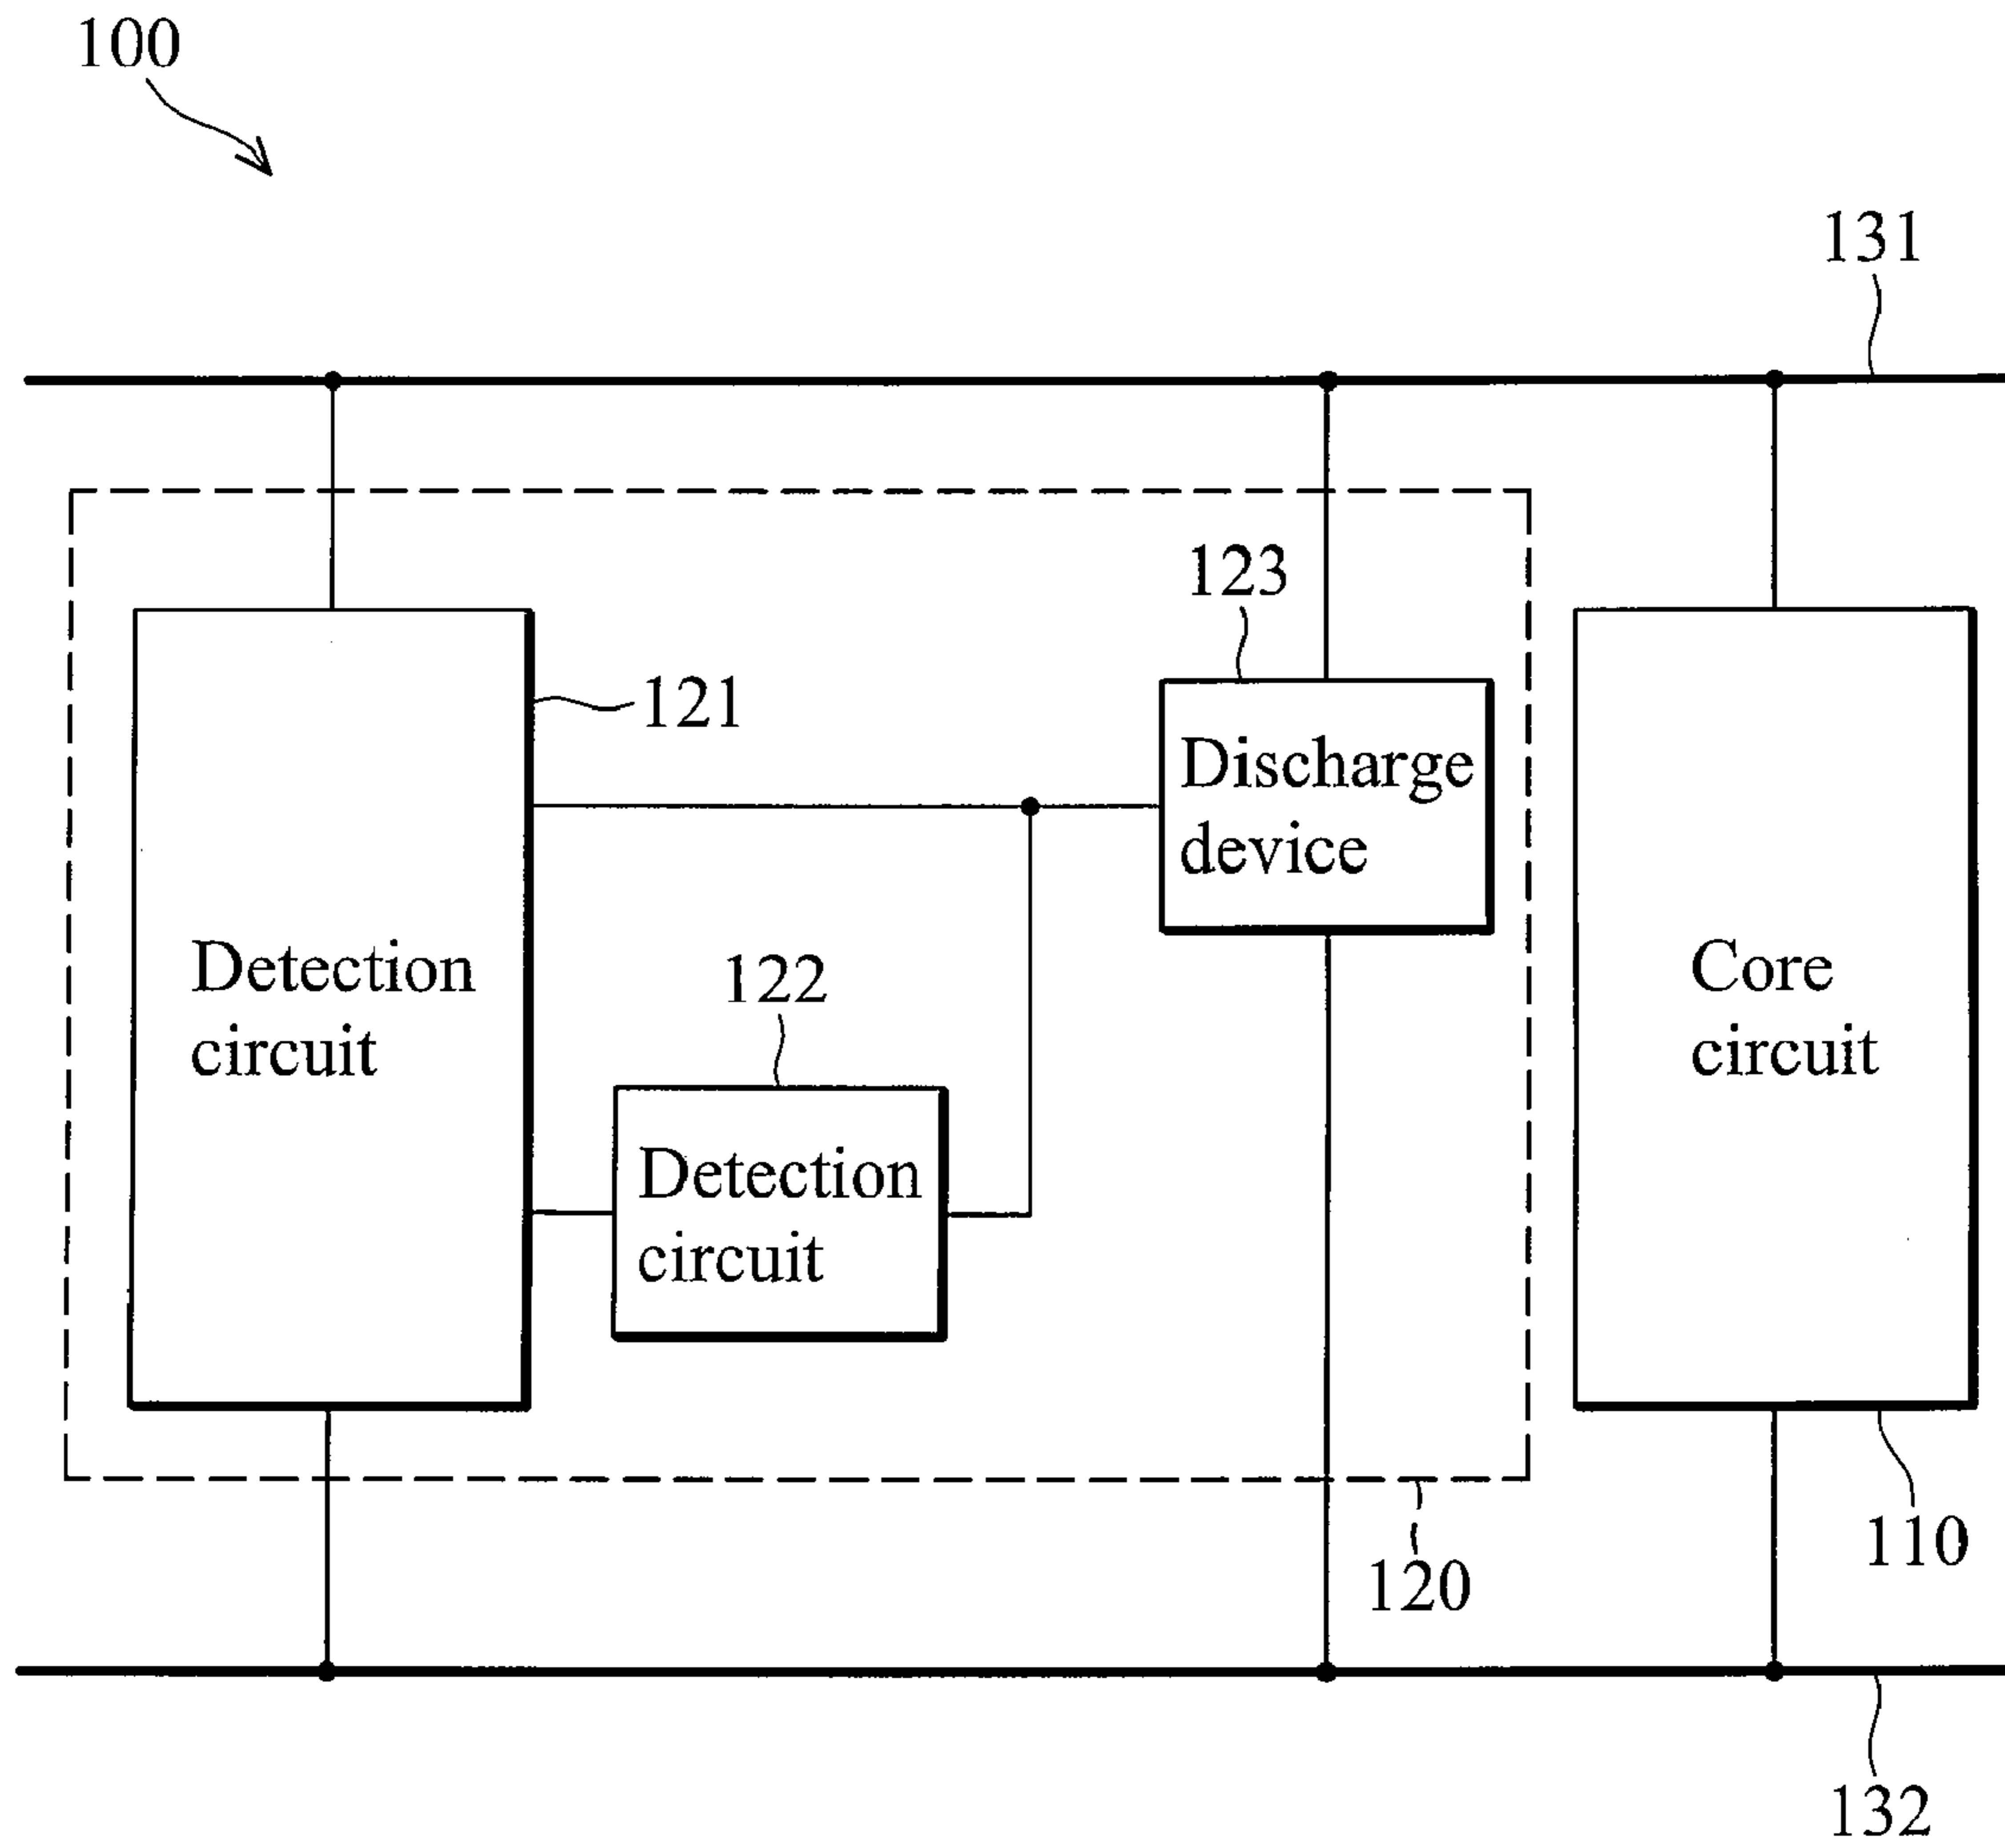 100
131
123
121
Discharge
device
Detection
circuit
122
Core
circuit
Detection
circuit
110
120
132